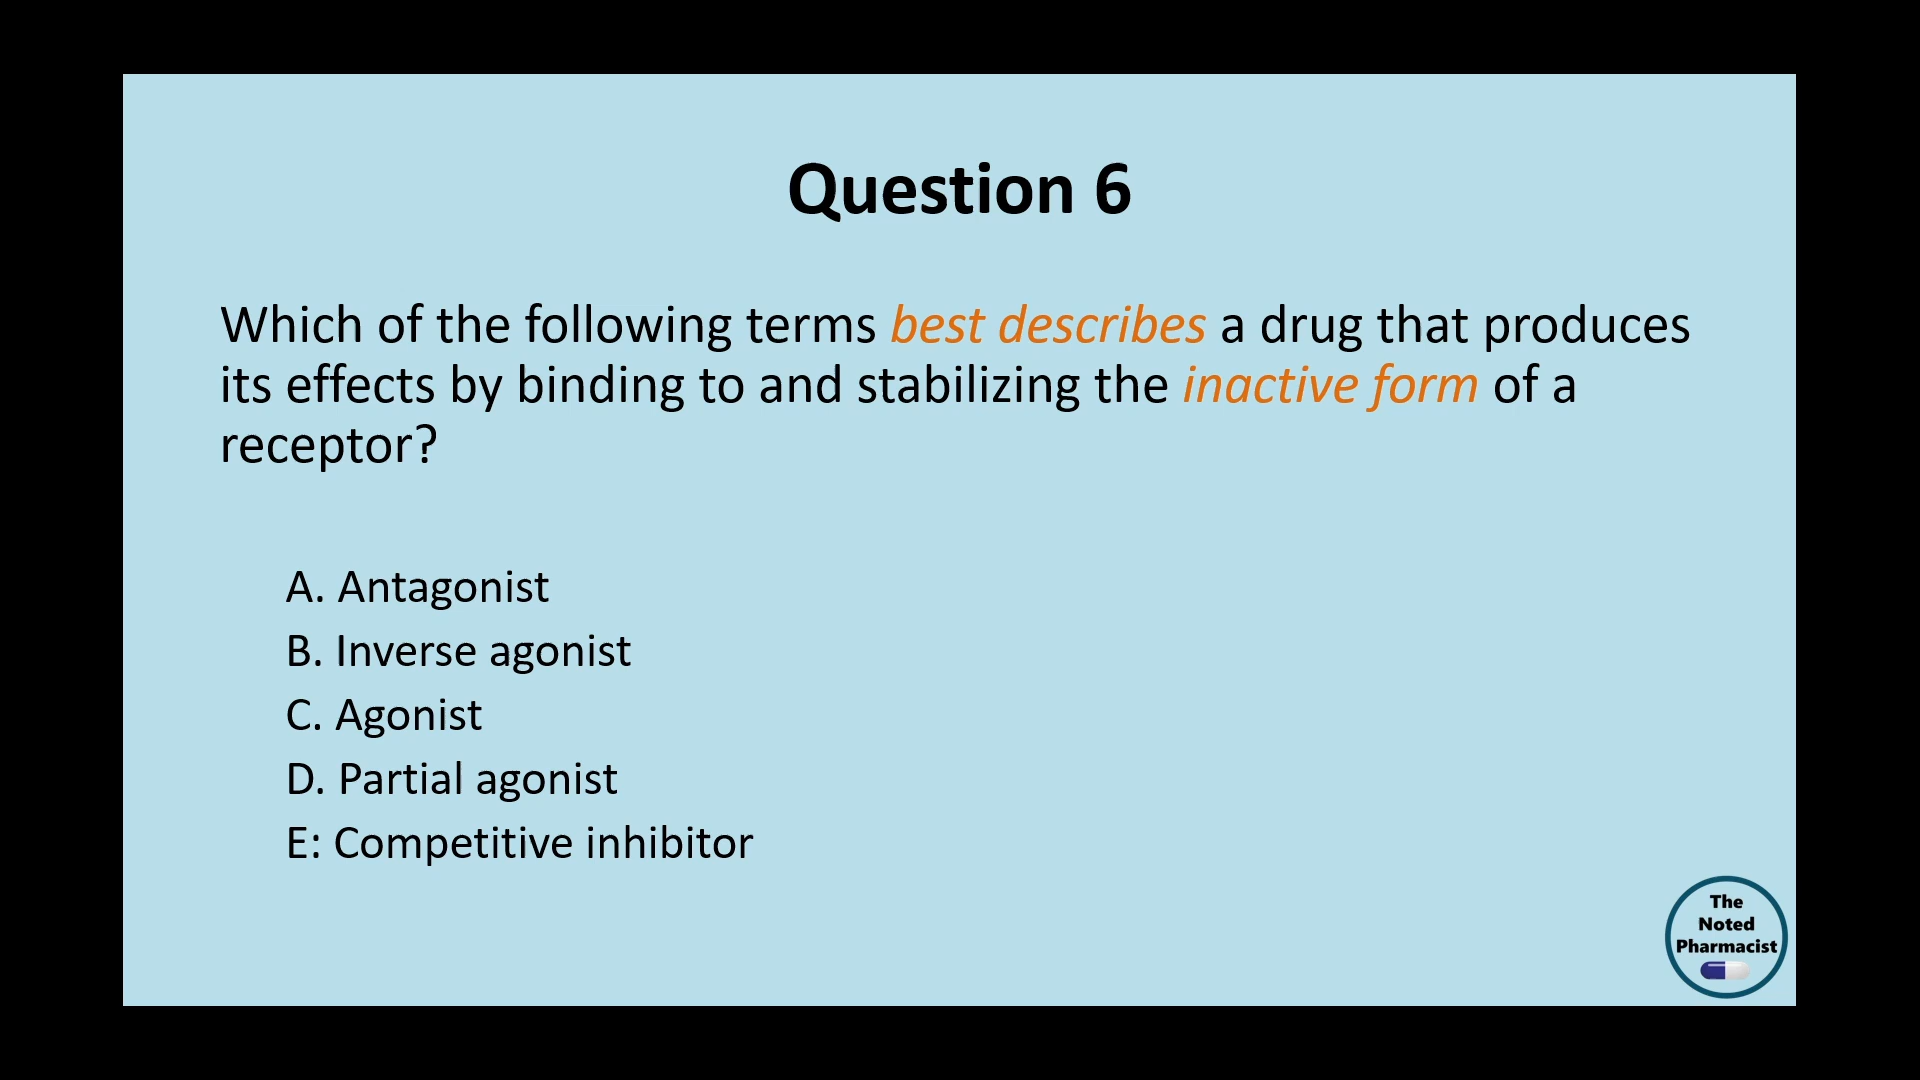 Question 6
Which of the following terms best describes a drug that produces
its effects by binding to and stabilizing the inactive form of a
receptor?
A. Antagonist
B. Inverse agonist
C. Agonist
D. Partial agonist
E: Competitive inhibitor
The
Noted
Pharmacist